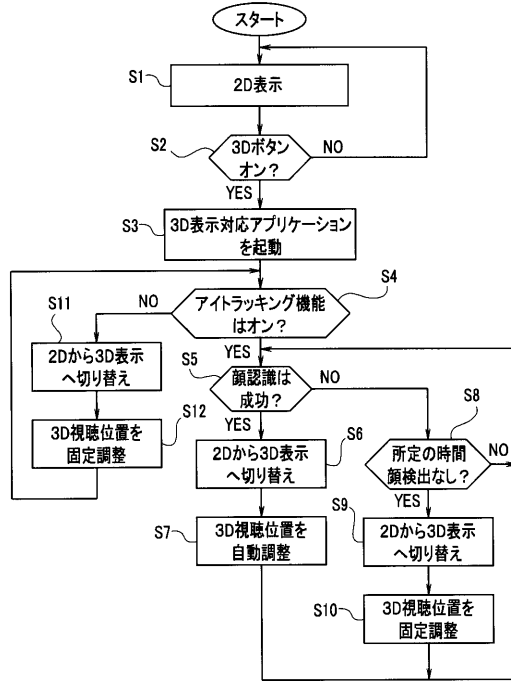 スタート
S1
2D表示
S2
3Dボタン
オン？
NO
YES
S3
3D表示対応アプリケーション
を起動
S4
アイトラッキング機能
はオン？
NO
YES
S11
2Dから3D表示
へ切り替え
S12
3D視聴位置を
固定調整
S5
顔認識は
成功？
NO
YES
S6
2Dから3D表示
へ切り替え
S7
3D視聴位置を
自動調整
S8
所定の時間
顔検出なし？
NO
YES
S9
2Dから3D表示
へ切り替え
S10
3D視聴位置を
固定調整